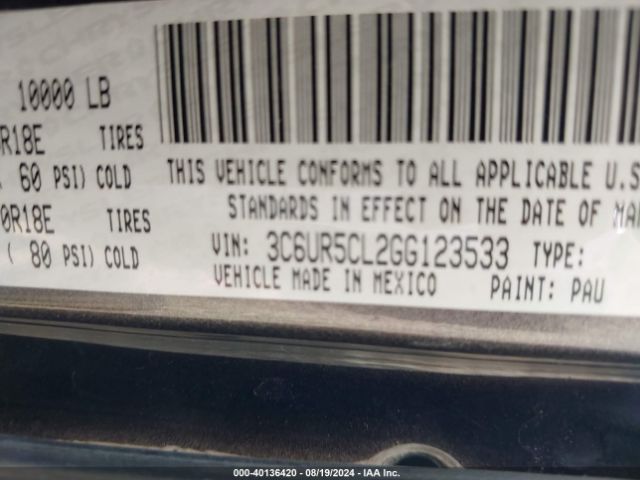 10000 LB
R18E TIRES
60 PSI) COLD
0R18E TIRES
( 80 PSI) COLD
THIS VEHICLE CONFORMS TO ALL APPLICABLE U.S
STANDARDS IN EFFECT ON THE DATE OF MA
VIN: 3C6UR5CL2GG123533 TYPE:
VEHICLE MADE IN MEXICO PAINT: PAU
000-40136420 - 08/19/2024 - IAA Inc.